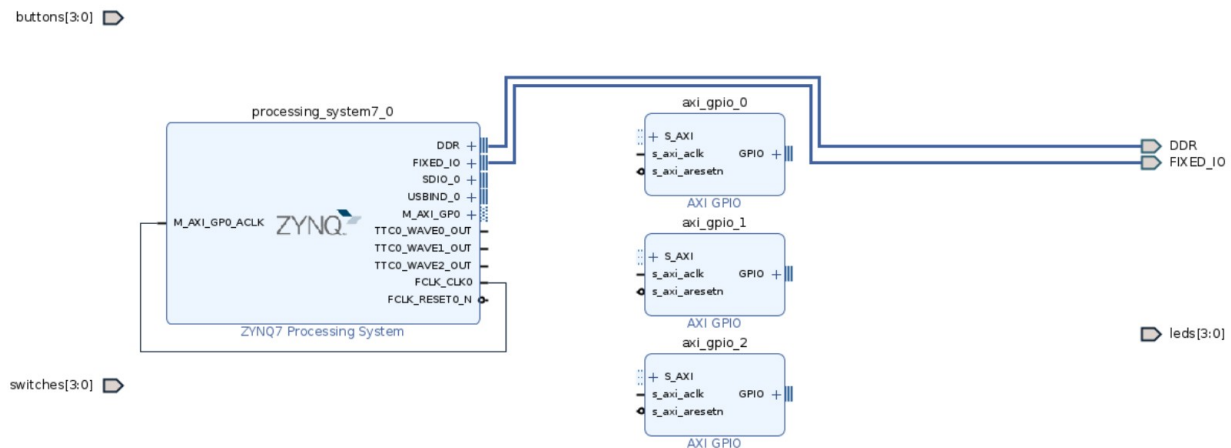 buttons[3:0]
processing_system7_0
DDR
FIXED_IO
SDIO_0
USBIND_0
M_AXI_GP0
TTC0_WAVE0_OUT
TTC0_WAVE1_OUT
TTC0_WAVE2_OUT
FCLK_CLK0
FCLK_RESET0_N
M_AXI_GP0_ACLK
ZYNQ
ZYNQ7 Processing System
switches[3:0]
axi_gpio_0
S_AXI
s_axi_aclk
s_axi_aresetn
GPIO
AXI GPIO
axi_gpio_1
S_AXI
s_axi_aclk
s_axi_aresetn
GPIO
AXI GPIO
axi_gpio_2
S_AXI
s_axi_aclk
s_axi_aresetn
GPIO
AXI GPIO
DDR
FIXED_IO
leds[3:0]